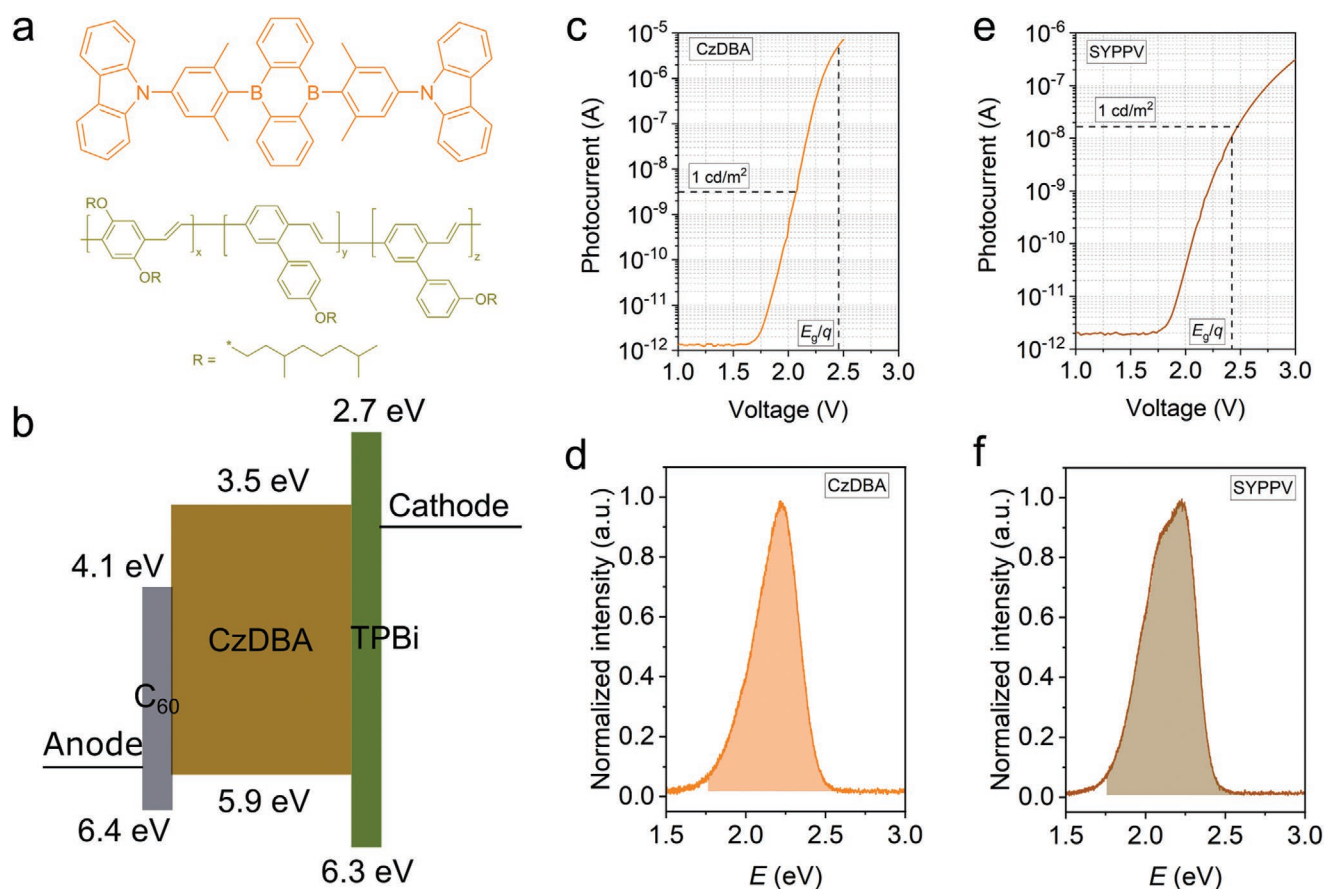 a
N
B
B
N
RO
OR
x
y
OR
z
OR
R =
*
b
2.7 eV
3.5 eV
Cathode
4.1 eV
CzDBA
TPBi
C₆₀
Anode
5.9 eV
6.4 eV
6.3 eV
c
CzDBA
10⁻⁵
10⁻⁶
10⁻⁷
10⁻⁸
10⁻⁹
10⁻¹⁰
10⁻¹¹
10⁻¹²
Photocurrent (A)
1 cd/m²
E_g/q
1.0 1.5 2.0 2.5 3.0
Voltage (V)
d
CzDBA
1.0
0.8
0.6
0.4
0.2
0.0
Normalized intensity (a.u.)
1.5 2.0 2.5 3.0
E (eV)
e
SYPPV
10⁻⁶
10⁻⁷
10⁻⁸
10⁻⁹
10⁻¹⁰
10⁻¹¹
10⁻¹²
Photocurrent (A)
1 cd/m²
E_g/q
1.0 1.5 2.0 2.5 3.0
Voltage (V)
f
SYPPV
1.0
0.8
0.6
0.4
0.2
0.0
Normalized intensity (a.u.)
1.5 2.0 2.5 3.0
E (eV)